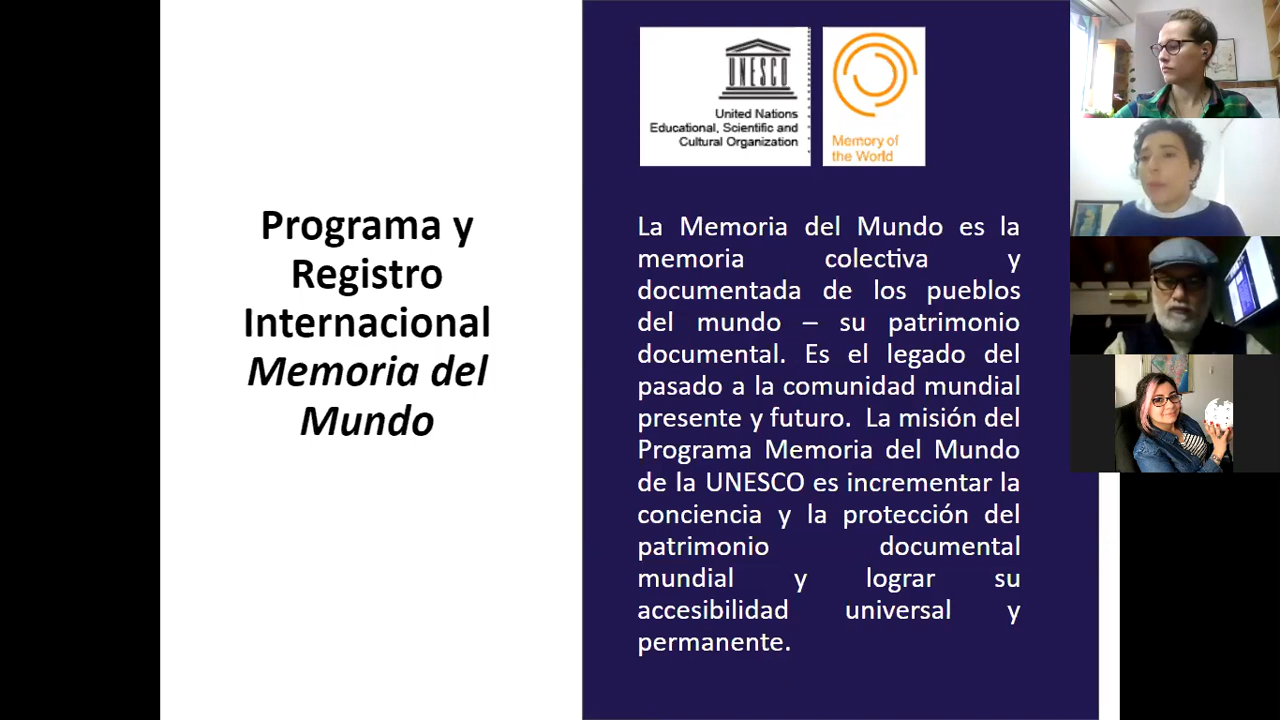 Programa y
Registro
Internacional
Memoria del
Mundo
UNESCO
United Nations
Educational, Scientific and
Cultural Organization
Memory of
the World
La Memoria del Mundo es la
memoria colectiva y
documentada de los pueblos
del mundo – su patrimonio
documental. Es el legado del
pasado a la comunidad mundial
presente y futuro. La misión del
Programa Memoria del Mundo
de la UNESCO es incrementar la
conciencia y la protección del
patrimonio documental
mundial y lograr su
accesibilidad universal y
permanente.